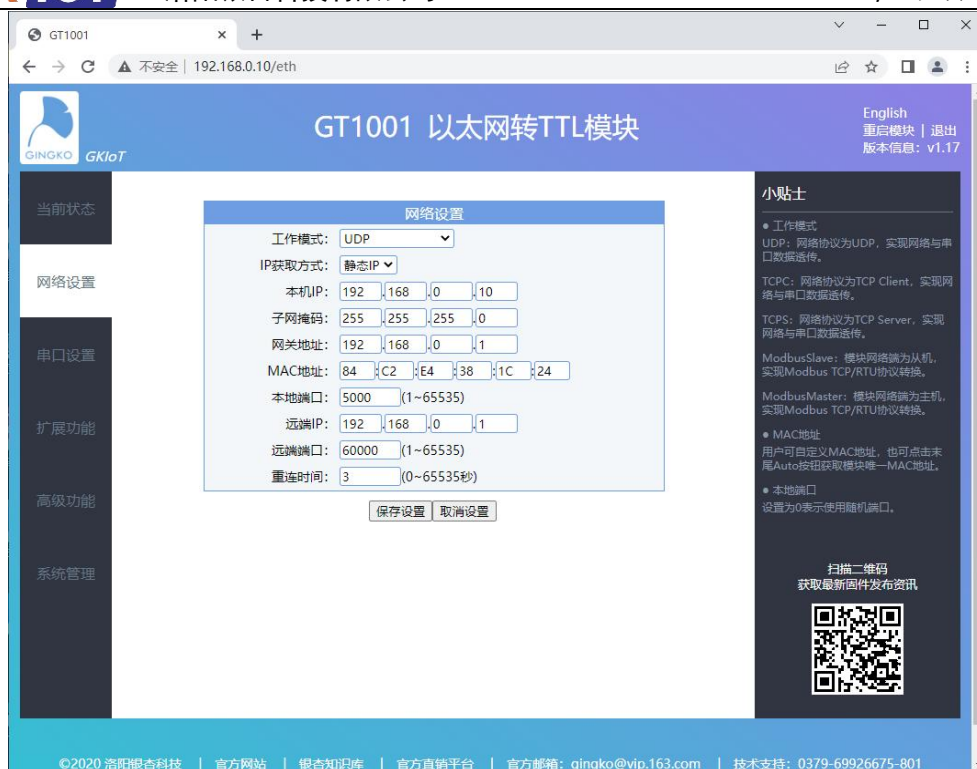 GT1001
不安全 | 192.168.0.10/eth
GINGKO GKIoT
GT1001 以太网转TTL模块
English
重启模块 | 退出
版本信息：v1.17
当前状态
网络设置
串口设置
扩展功能
高级功能
系统管理
网络设置
工作模式： UDP
IP获取方式： 静态IP
本机IP： 192 .168 .0 .10
子网掩码： 255 .255 .255 .0
网关地址： 192 .168 .0 .1
MAC地址： 84 :C2 :E4 :38 :1C :24
本地端口： 5000 (1~65535)
远端IP： 192 .168 .0 .1
远端端口： 60000 (1~65535)
重连时间： 3 (0~65535秒)
保存设置 取消设置
小贴士
● 工作模式
UDP：网络协议为UDP，实现网络与串
口数据透传。
TCPC：网络协议为TCP Client，实现网
络与串口数据透传。
TCPS：网络协议为TCP Server，实现
网络与串口数据透传。
ModbusSlave：模块网络端为从机，
实现Modbus TCP/RTU协议转换。
ModbusMaster：模块网络端为主机，
实现Modbus TCP/RTU协议转换。
● MAC地址
用户可自定义MAC地址，也可点击末
尾Auto按钮获取模块唯一MAC地址。
● 本地端口
设置为0表示使用随机端口。
扫描二维码
获取最新固件发布资讯
©2020 洛阳银杏科技 | 官方网站 | 银杏知识库 | 官方直销平台 | 官方邮箱：gingko@vip.163.com | 技术支持：0379-69926675-801